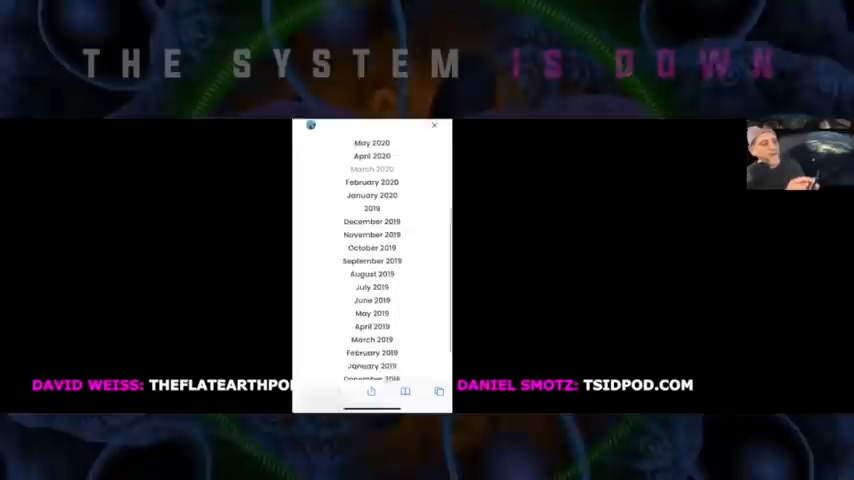 THE SYSTEM IS DOWN
May 2020
April 2020
March 2020
February 2020
January 2020
2019
December 2019
November 2019
October 2019
September 2019
August 2019
July 2019
June 2019
May 2019
April 2019
March 2019
February 2019
January 2019
December 2018
DAVID WEISS: THEFLATEARTHPO
DANIEL SMOTZ: TSIDPOD.COM